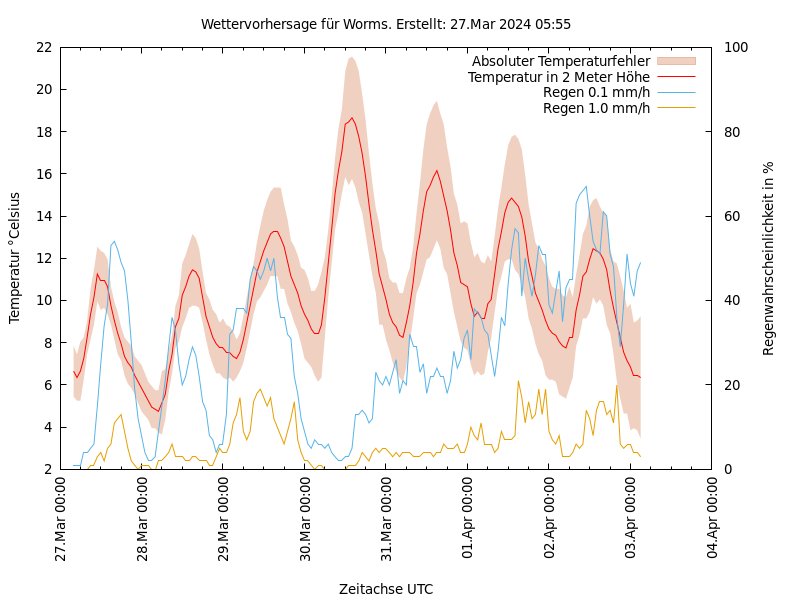 Wettervorhersage für Worms. Erstellt: 27.Mar 2024 05:55
Absoluter Temperaturfehler
Temperatur in 2 Meter Höhe
Regen 0.1 mm/h
Regen 1.0 mm/h
Temperatur °Celsius
22
20
18
16
14
12
10
8
6
4
2
100
80
60
40
20
0
Regenwahrscheinlichkeit in %
27.Mar 00:00
28.Mar 00:00
29.Mar 00:00
30.Mar 00:00
31.Mar 00:00
01.Apr 00:00
02.Apr 00:00
03.Apr 00:00
04.Apr 00:00
Zeitachse UTC